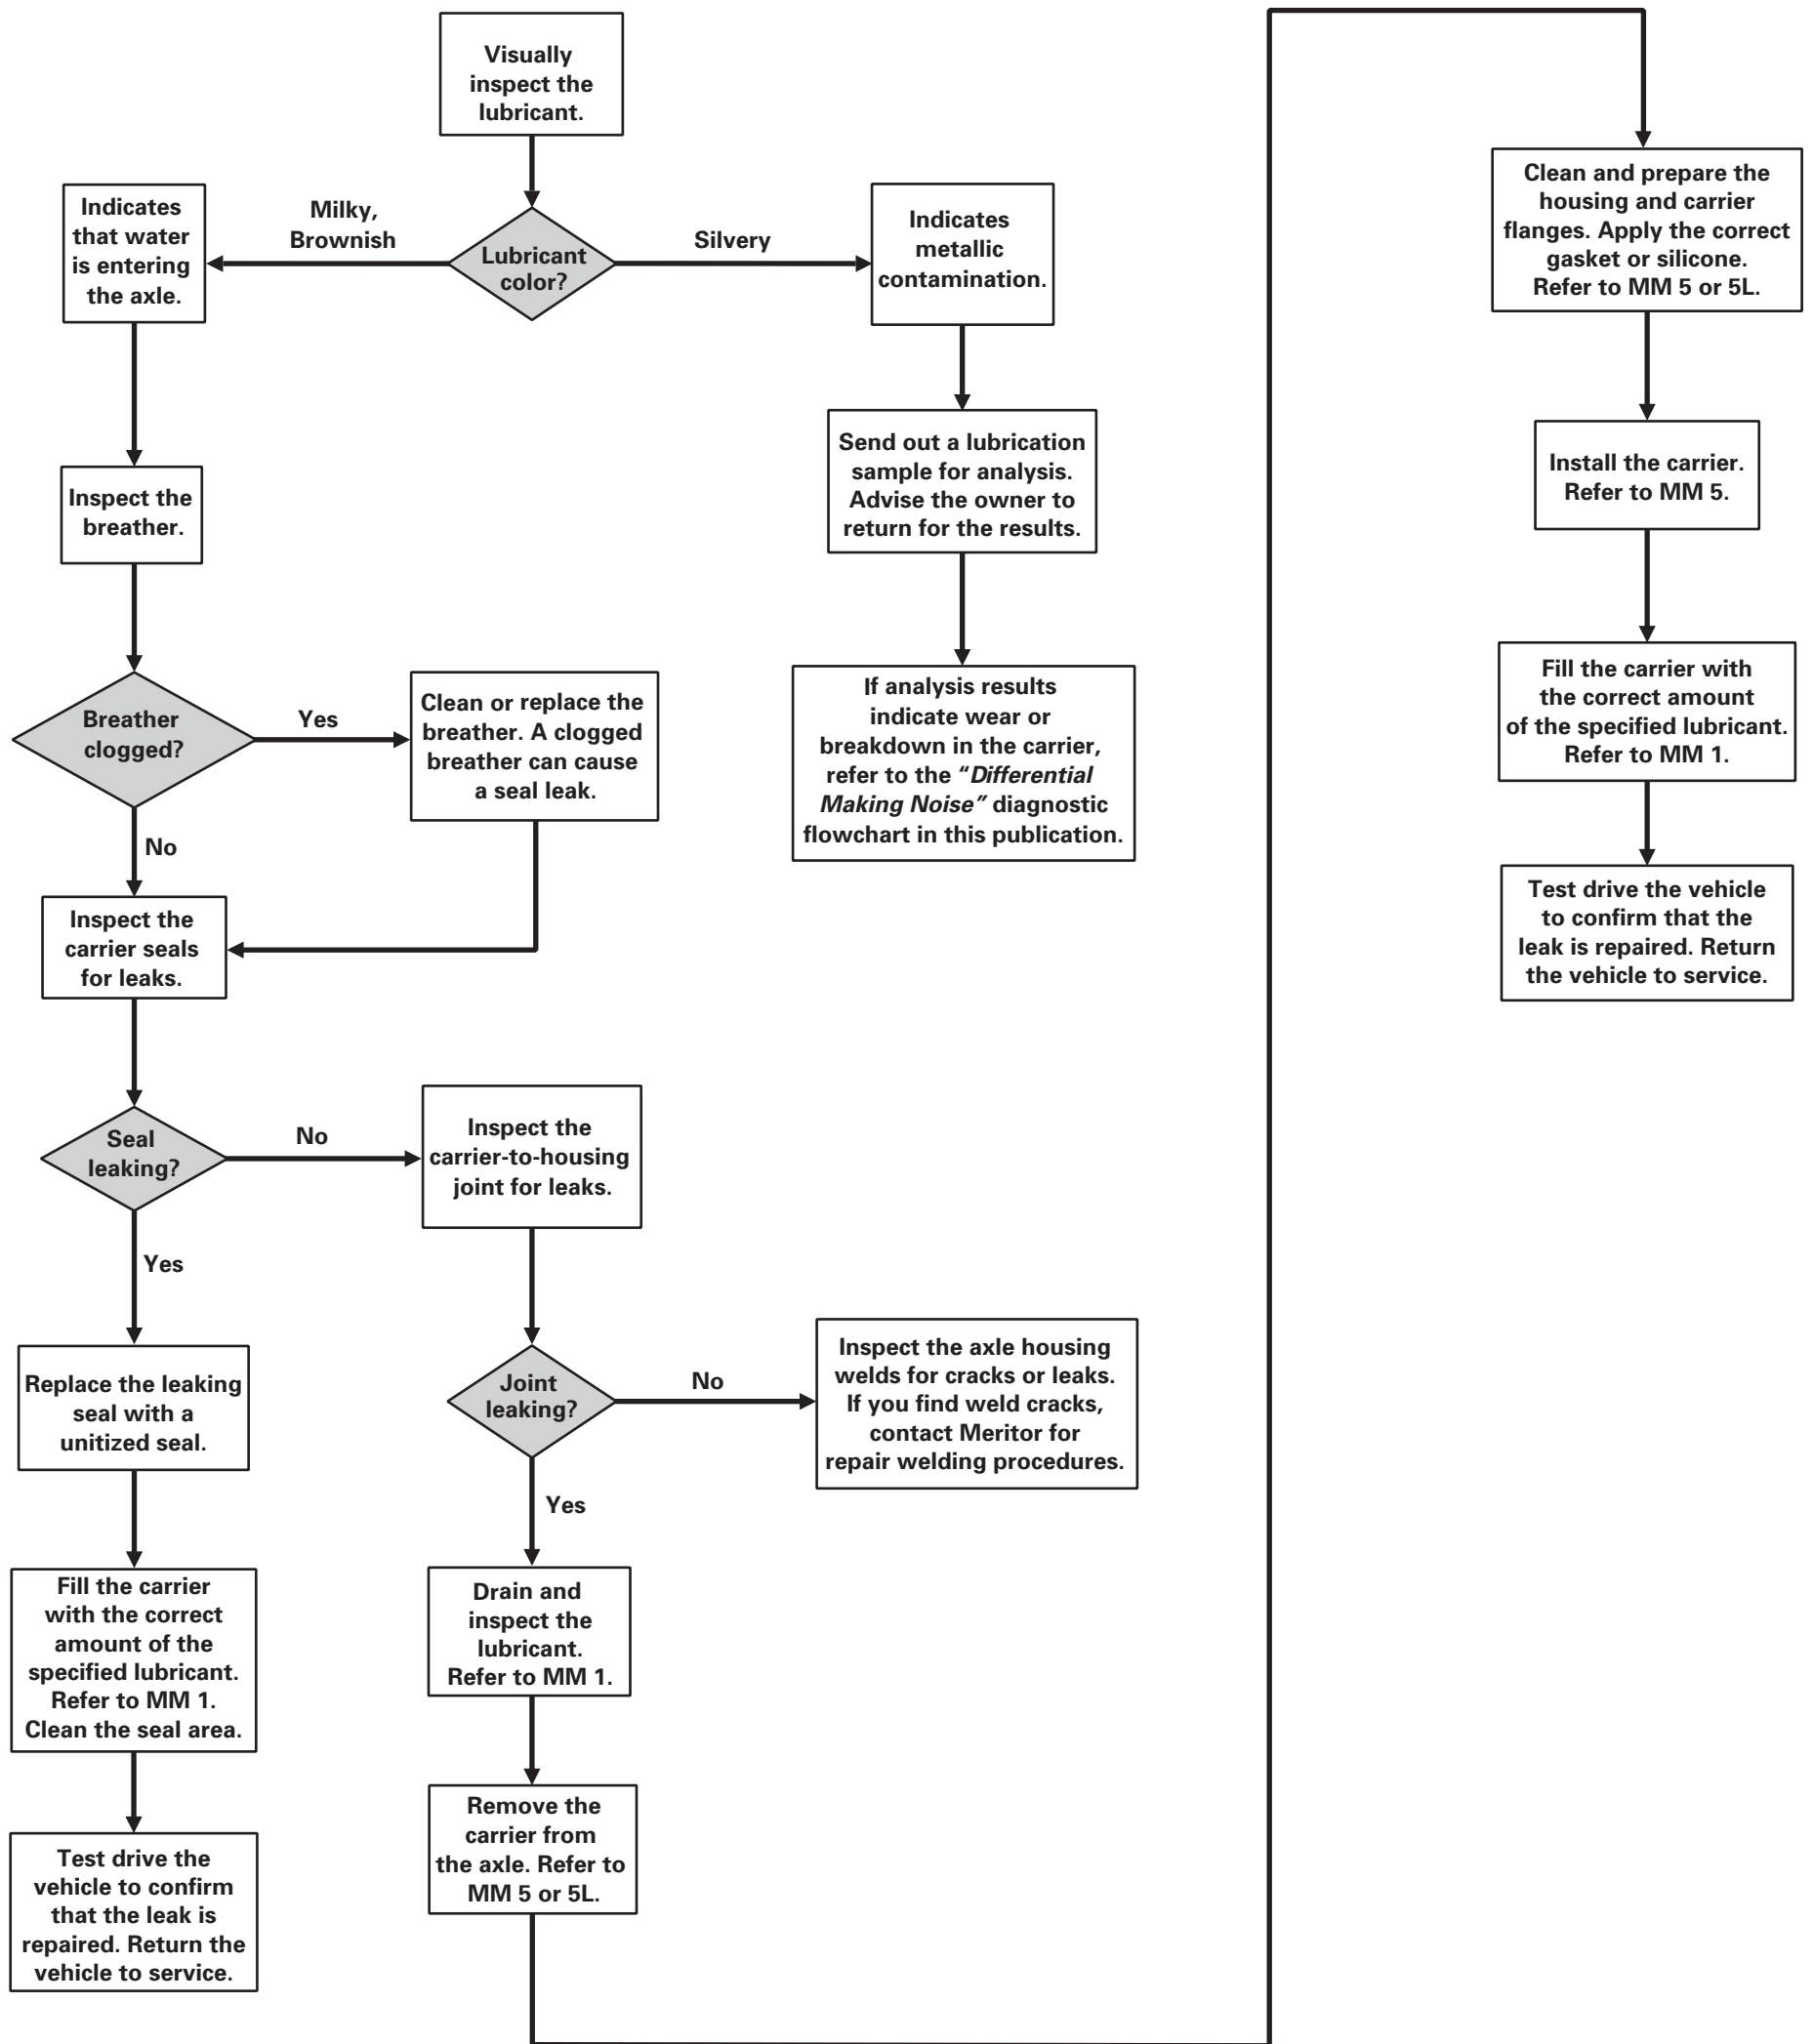 Visually
inspect the
lubricant.
Milky,
Brownish
Lubricant
color?
Silvery
Indicates
that water
is entering
the axle.
Indicates
metallic
contamination.
Inspect the
breather.
Send out a lubrication
sample for analysis.
Advise the owner to
return for the results.
Breather
clogged?
Yes
Clean or replace the
breather. A clogged
breather can cause
a seal leak.
If analysis results
indicate wear or
breakdown in the carrier,
refer to the “Differential
Making Noise” diagnostic
flowchart in this publication.
No
Inspect the
carrier seals
for leaks.
Seal
leaking?
No
Inspect the
carrier-to-housing
joint for leaks.
Yes
Replace the leaking
seal with a
unitized seal.
Joint
leaking?
No
Inspect the axle housing
welds for cracks or leaks.
If you find weld cracks,
contact Meritor for
repair welding procedures.
Yes
Fill the carrier
with the correct
amount of the
specified lubricant.
Refer to MM 1.
Clean the seal area.
Drain and
inspect the
lubricant.
Refer to MM 1.
Test drive the
vehicle to confirm
that the leak is
repaired. Return the
vehicle to service.
Remove the
carrier from
the axle. Refer to
MM 5 or 5L.
Clean and prepare the
housing and carrier
flanges. Apply the correct
gasket or silicone.
Refer to MM 5 or 5L.
Install the carrier.
Refer to MM 5.
Fill the carrier with
the correct amount
of the specified lubricant.
Refer to MM 1.
Test drive the vehicle
to confirm that the
leak is repaired. Return
the vehicle to service.